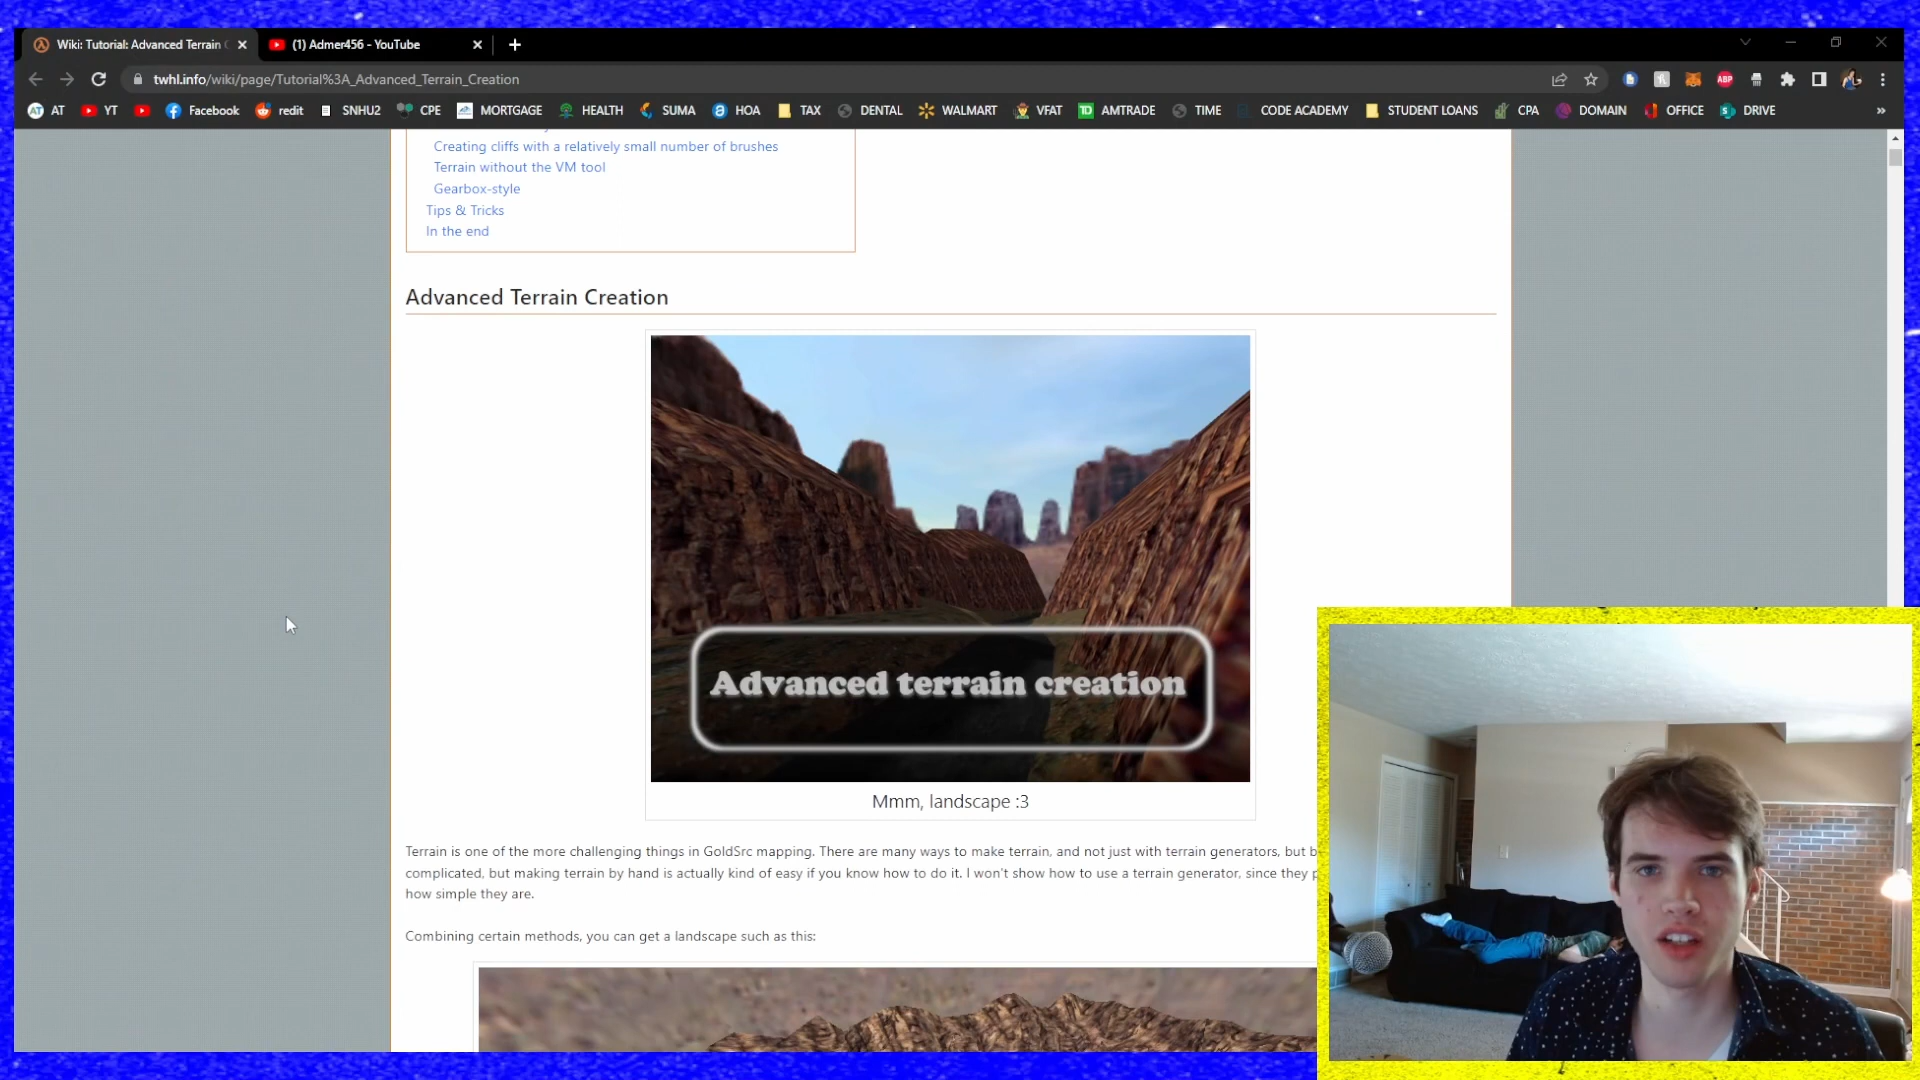 Wiki: Tutorial: Advanced Terrain
(1) Admer456 - YouTube
twhl.info/wiki/page/Tutorial%3A_Advanced_Terrain_Creation
ABP
AT AT YT Facebook redit SNHU2 CPE MORTGAGE HEALTH SUMA HOA TAX DENTAL WALMART VFAT TD AMTRADE TIME CODE ACADEMY STUDENT LOANS CPA DOMAIN OFFICE DRIVE »
Creating cliffs with a relatively small number of brushes
Terrain without the VM tool
Gearbox-style
Tips & Tricks
In the end
Advanced Terrain Creation
Advanced terrain creation
Mmm, landscape :3
Terrain is one of the more challenging things in GoldSrc mapping. There are many ways to make terrain, and not just with terrain generators, but
complicated, but making terrain by hand is actually kind of easy if you know how to do it. I won't show how to use a terrain generator, since they
how simple they are.
Combining certain methods, you can get a landscape such as this: